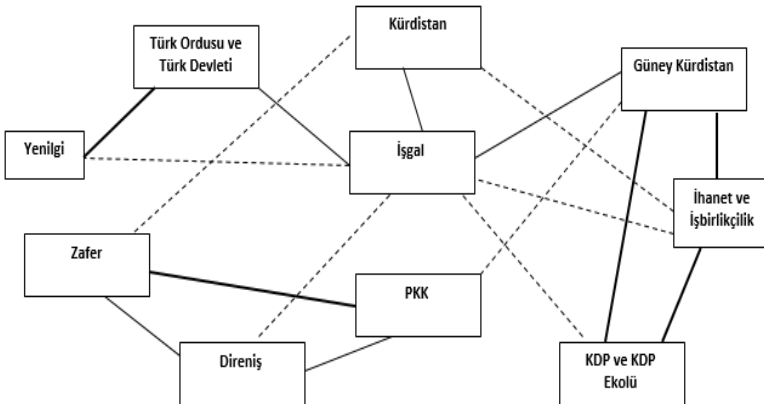 Kürdistan
Türk Ordusu ve
Türk Devleti
Güney Kürdistan
Yenilgi
İşgal
İhanet ve
İşbirlikçilik
Zafer
PKK
Direniş
KDP ve KDP
Ekolü